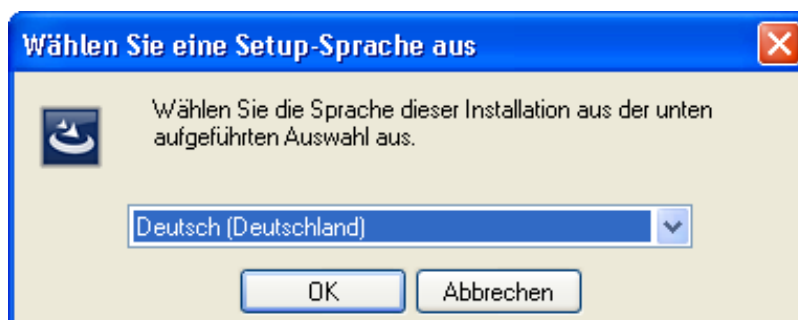 Wählen Sie eine Setup-Sprache aus
Wählen Sie die Sprache dieser Installation aus der unten
aufgeführten Auswahl aus.
Deutsch (Deutschland)
OK
Abbrechen